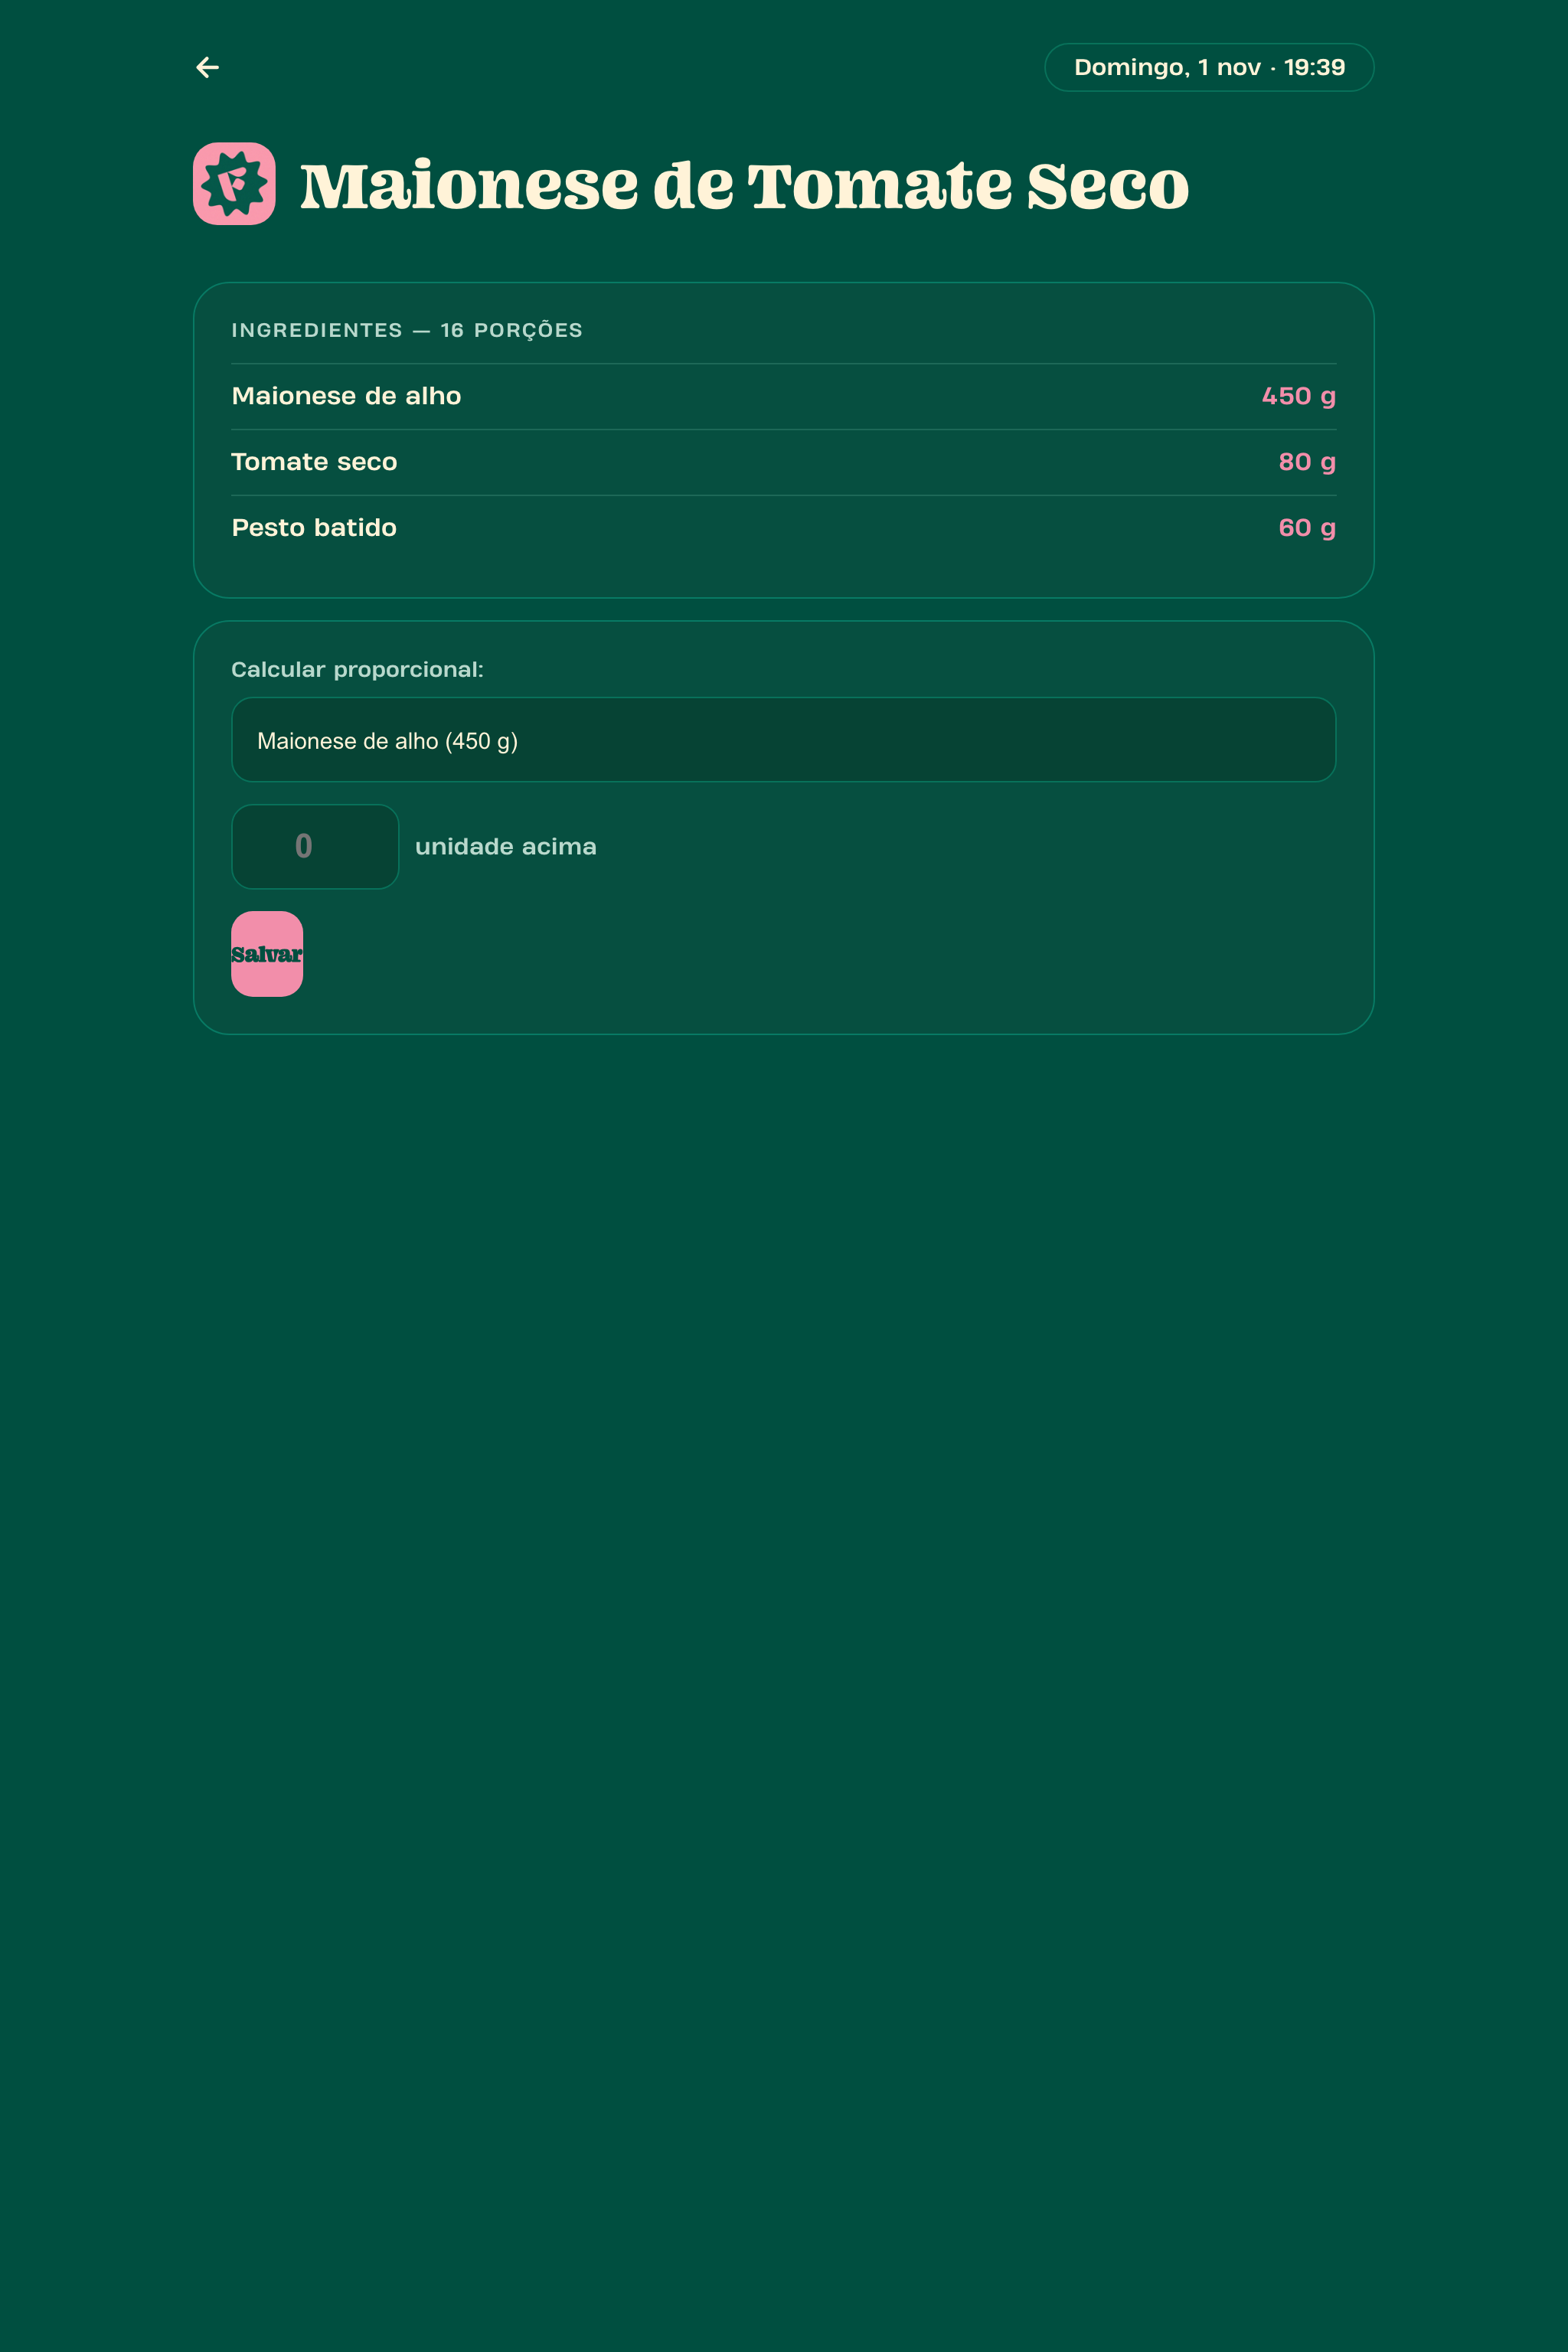 Domingo, 1 nov · 19:39
Maionese de Tomate Seco
INGREDIENTES — 16 PORÇÕES
Maionese de alho 450 g
Tomate seco 80 g
Pesto batido 60 g
Calcular proporcional:
Maionese de alho (450 g)
0 unidade acima
Salvar